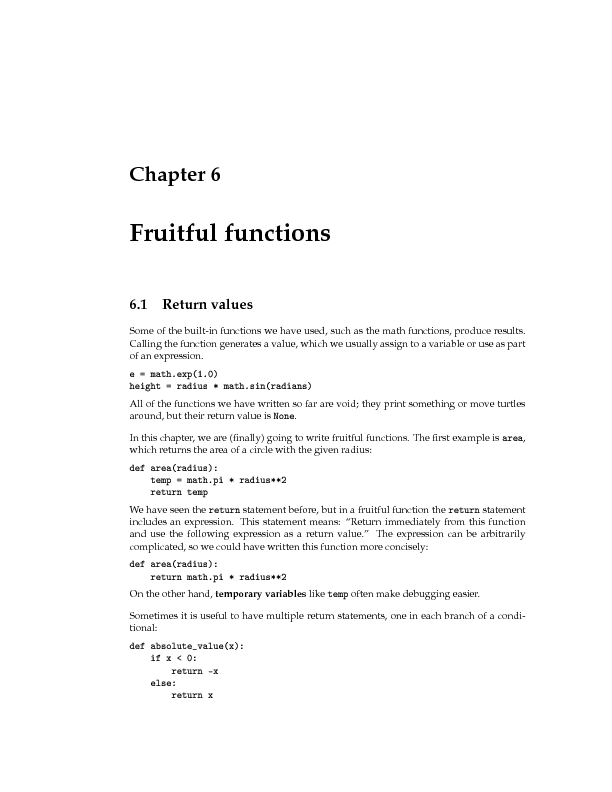 Chapter 6
Fruitful functions
6.1 Return values
Some of the built-in functions we have used, such as the math functions, produce results.
Calling the function generates a value, which we usually assign to a variable or use as part
of an expression.
e = math.exp(1.0)
height = radius * math.sin(radians)
All of the functions we have written so far are void; they print something or move turtles
around, but their return value is None.
In this chapter, we are (finally) going to write fruitful functions. The first example is area,
which returns the area of a circle with the given radius:
def area(radius):
    temp = math.pi * radius**2
    return temp
We have seen the return statement before, but in a fruitful function the return statement
includes an expression. This statement means: “Return immediately from this function
and use the following expression as a return value.” The expression can be arbitrarily
complicated, so we could have written this function more concisely:
def area(radius):
    return math.pi * radius**2
On the other hand, temporary variables like temp often make debugging easier.
Sometimes it is useful to have multiple return statements, one in each branch of a condi-
tional:
def absolute_value(x):
    if x < 0:
        return -x
    else:
        return x